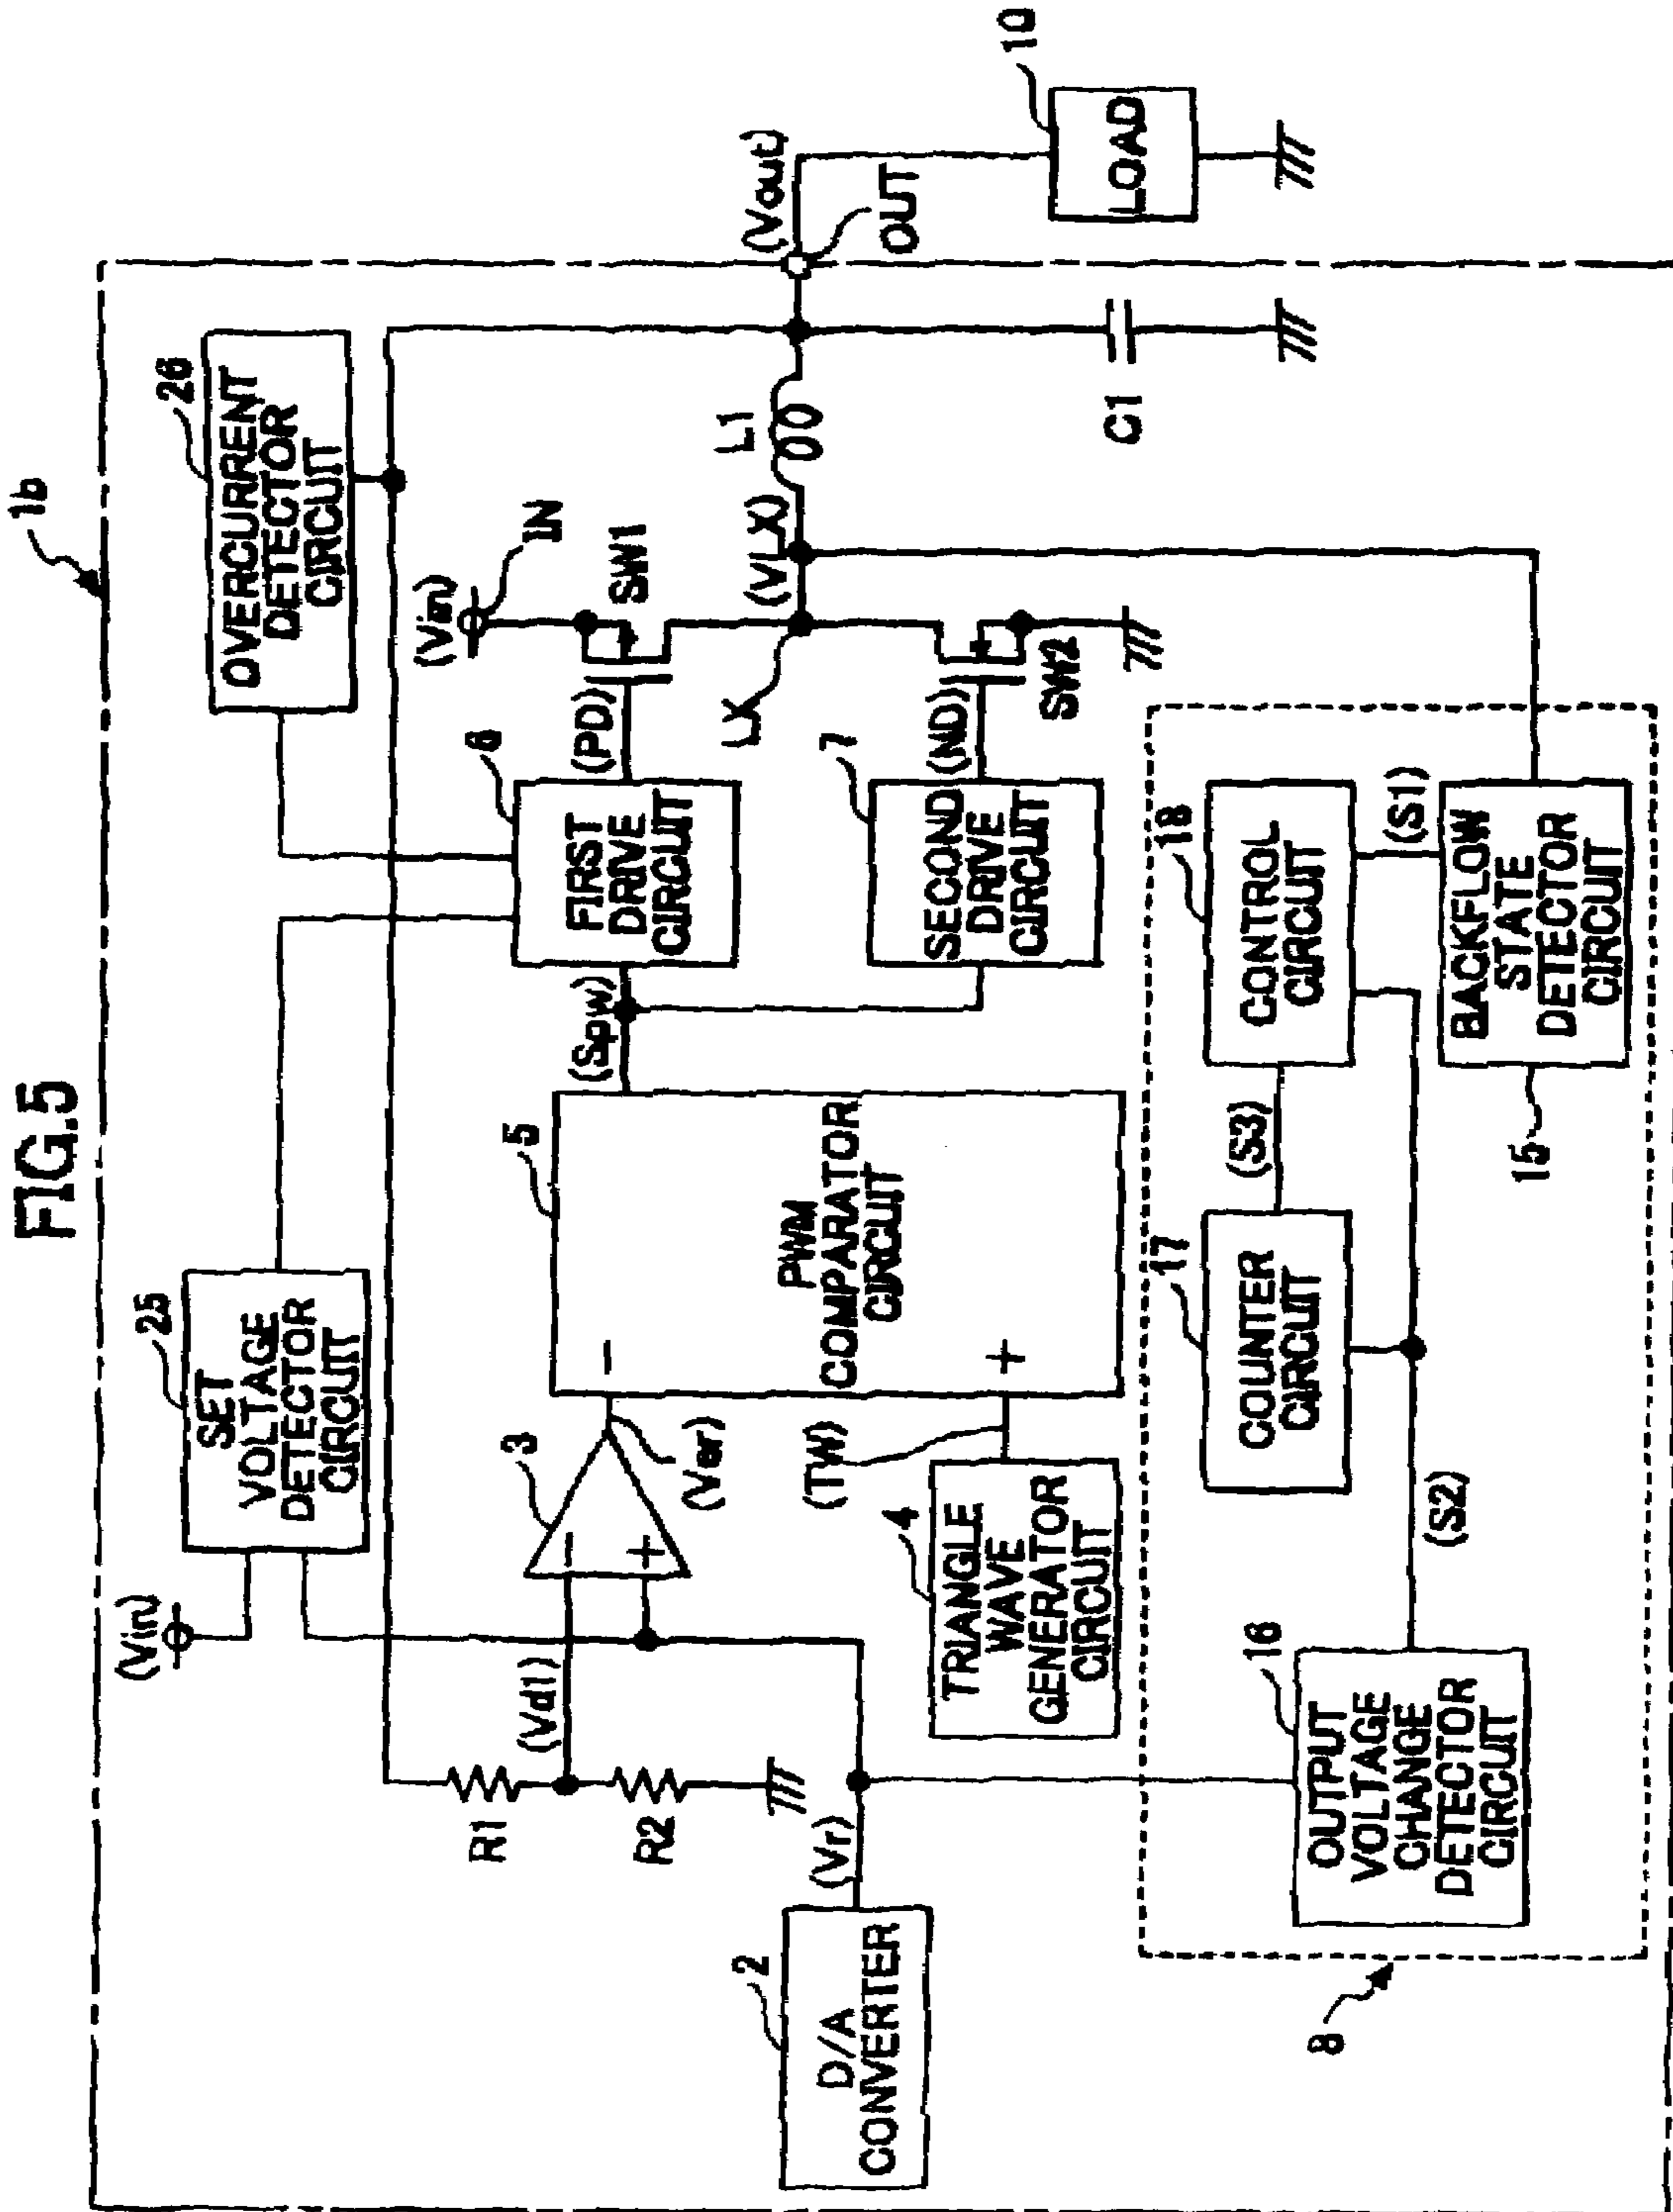 FIG.5
1b
(Vin)
SET
VOLTAGE
DETECTOR
CIRCUIT
25
OVERCURRENT
DETECTOR
CIRCUIT
26
R1
R2
(Vd1)
3
(Ver)
5
PWM
COMPARATOR
CIRCUIT
−
+
−
+
(Spw)
6
FIRST
DRIVE
CIRCUIT
(PD)
(Vin)
IN
SW1
LX
(VLX)
L1
(Vout)
OUT
10
LOAD
C1
7
SECOND
DRIVE
CIRCUIT
(ND)
SW2
2
D/A
CONVERTER
(Vr)
4
TRIANGLE
WAVE
GENERATOR
CIRCUIT
(TW)
8
16
OUTPUT
VOLTAGE
CHANGE
DETECTOR
CIRCUIT
(S2)
17
COUNTER
CIRCUIT
(S3)
18
CONTROL
CIRCUIT
(S1)
15
BACKFLOW
STATE
DETECTOR
CIRCUIT